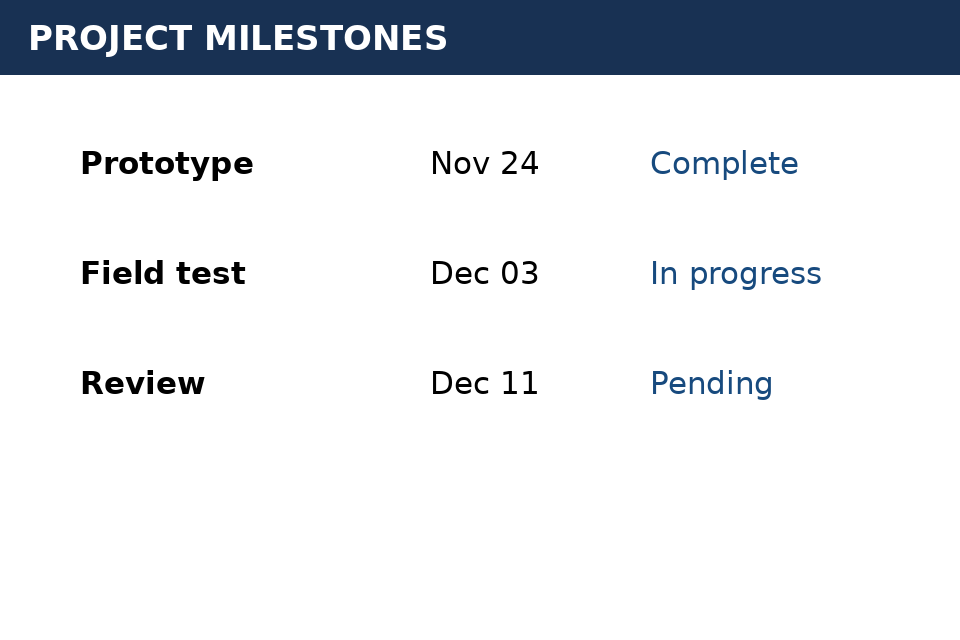 PROJECT MILESTONES
Prototype Nov 24 Complete
Field test Dec 03 In progress
Review Dec 11 Pending